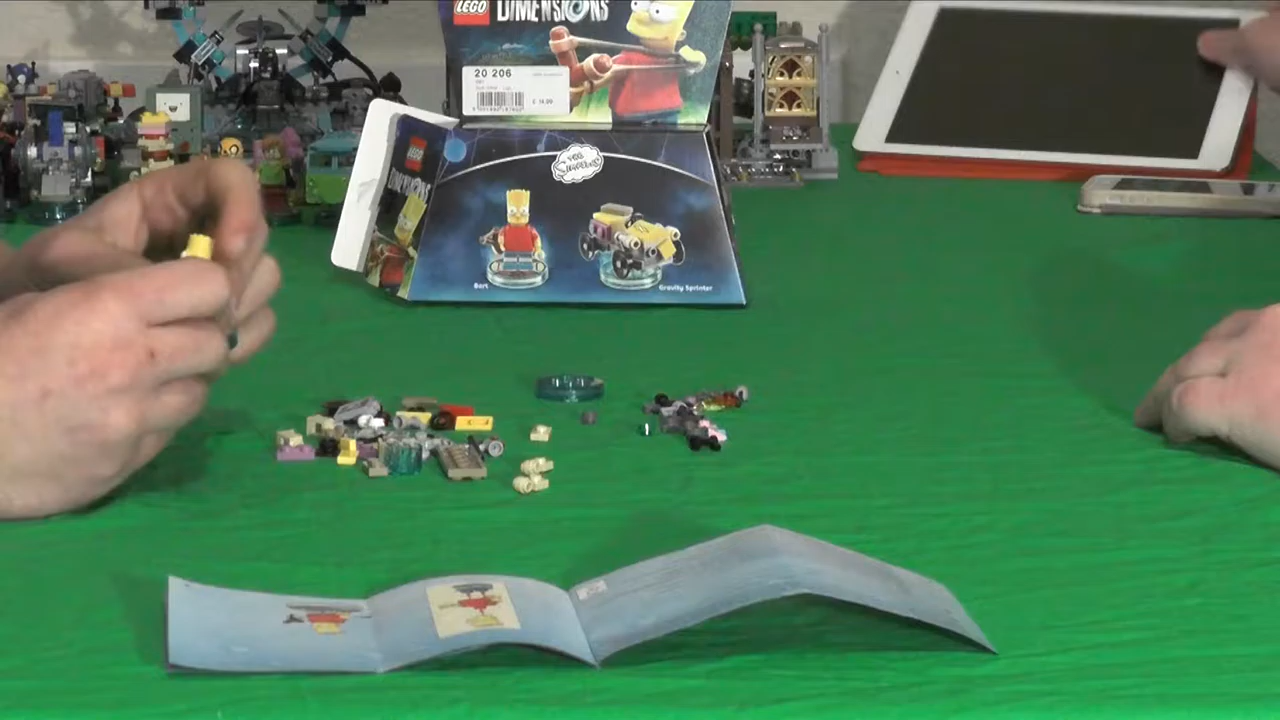 LEGO
DIMENSIONS
20 206
£ 14.99
LEGO
DIMENSIONS
THE
SIMPSONS
Bart
Gravity Sprinter